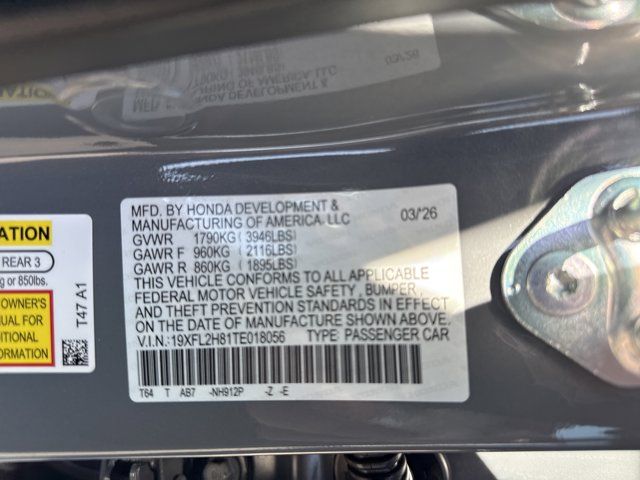 MFD. BY HONDA DEVELOPMENT &
MANUFACTURING OF AMERICA, LLC 03/26
GVWR 1790KG (3946LBS)
GAWR F 960KG (2116LBS)
GAWR R 860KG (1895LBS)
THIS VEHICLE CONFORMS TO ALL APPLICABLE
FEDERAL MOTOR VEHICLE SAFETY, BUMPER,
AND THEFT PREVENTION STANDARDS IN EFFECT
ON THE DATE OF MANUFACTURE SHOWN ABOVE.
V.I.N.:19XFL2H81TE018056 TYPE: PASSENGER CAR
T64 T AB7 -NH912P -Z -E
ATION
REAR 3
g or 850lbs.
OWNER'S
UAL FOR
ITIONAL
RMATION
T47 A1